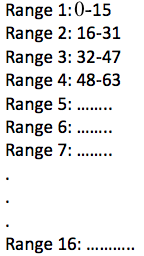 Range 1:0-15
Range 2: 16-31
Range 3: 32-47
Range 4: 48-63
Range 5: ........
Range 6: ........
Range 7: ........
.
.
.
Range 16: ...........